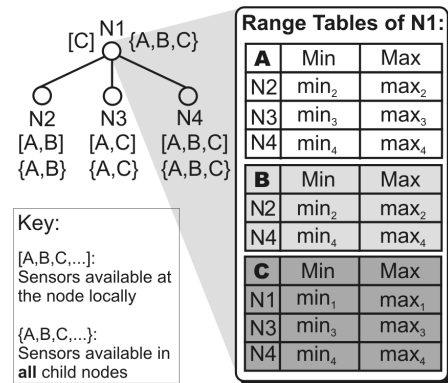 N1
[C] {A,B,C}
N2 N3 N4
[A,B] [A,C] [A,B,C]
{A,B} {A,C} {A,B,C}
Key:
[A,B,C,...]:
Sensors available at
the node locally
{A,B,C,...}:
Sensors available in
all child nodes
Range Tables of N1:
A Min Max
N2 min₂ max₂
N3 min₃ max₃
N4 min₄ max₄
B Min Max
N2 min₂ max₂
N4 min₄ max₄
C Min Max
N1 min₁ max₁
N3 min₃ max₃
N4 min₄ max₄